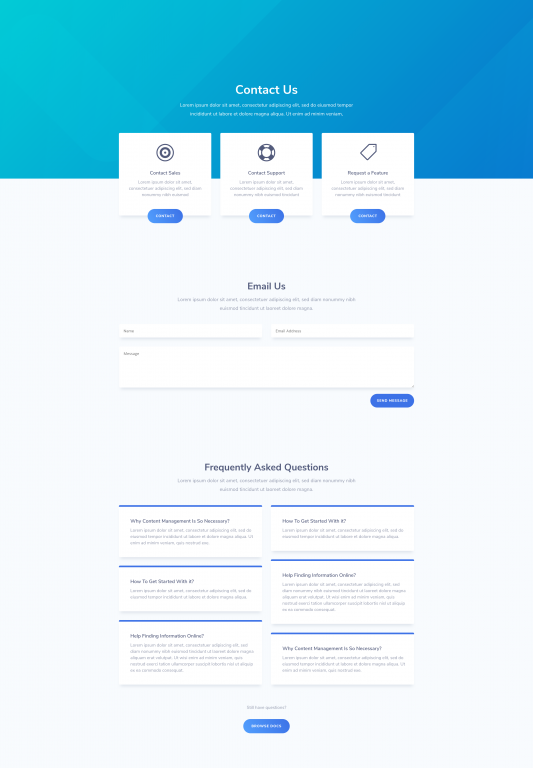 Contact Us
Lorem ipsum dolor sit amet, consectetur adipiscing elit, sed do eiusmod tempor
incididunt ut labore et dolore magna aliqua. Ut enim ad minim veniam.
Contact Sales
Lorem ipsum dolor sit amet,
consectetuer adipiscing elit, sed diam
nonummy nibh euismod
CONTACT
Contact Support
Lorem ipsum dolor sit amet,
consectetuer adipiscing elit, sed diam
nonummy nibh euismod tincidunt
CONTACT
Request a Feature
Lorem ipsum dolor sit amet,
consectetuer adipiscing elit, sed diam
nonummy nibh euismod tincidunt
CONTACT
Email Us
Lorem ipsum dolor sit amet, consectetuer adipiscing elit, sed diam nonummy nibh
euismod tincidunt ut laoreet dolore magna.
Name
Email Address
Message
SEND MESSAGE
Frequently Asked Questions
Lorem ipsum dolor sit amet, consectetuer adipiscing elit, sed diam nonummy nibh
euismod tincidunt ut laoreet dolore magna.
Why Content Management Is So Necessary?
Lorem ipsum dolor sit amet, consectetur adipiscing elit, sed do
eiusmod tempor incididunt ut labore et dolore magna aliqua. Ut
enim ad minim veniam, quis nostrud exe.
How To Get Started With It?
Lorem ipsum dolor sit amet, consectetur adipiscing elit, sed do
eiusmod tempor incididunt ut labore et dolore magna aliqua.
Help Finding Information Online?
Lorem ipsum dolor sit amet, consectetuer adipiscing elit, sed
diam nonummy nibh euismod tincidunt ut laoreet dolore magna
aliquam erat volutpat. Ut wisi enim ad minim veniam, quis
nostrud exerci tation ullamcorper suscipit lobortis nisl ut aliquip
ex ea commodo consequat.
How To Get Started With It?
Lorem ipsum dolor sit amet, consectetur adipiscing elit, sed do
eiusmod tempor incididunt ut labore et dolore magna aliqua.
Help Finding Information Online?
Lorem ipsum dolor sit amet, consectetuer adipiscing elit, sed
diam nonummy nibh euismod tincidunt ut laoreet dolore magna
aliquam erat volutpat. Ut wisi enim ad minim veniam, quis
nostrud exerci tation ullamcorper suscipit lobortis nisl ut aliquip
ex ea commodo consequat.
Why Content Management Is So Necessary?
Lorem ipsum dolor sit amet, consectetur adipiscing elit, sed do
eiusmod tempor incididunt ut labore et dolore magna aliqua. Ut
enim ad minim veniam, quis nostrud exe.
Still have questions?
BROWSE DOCS